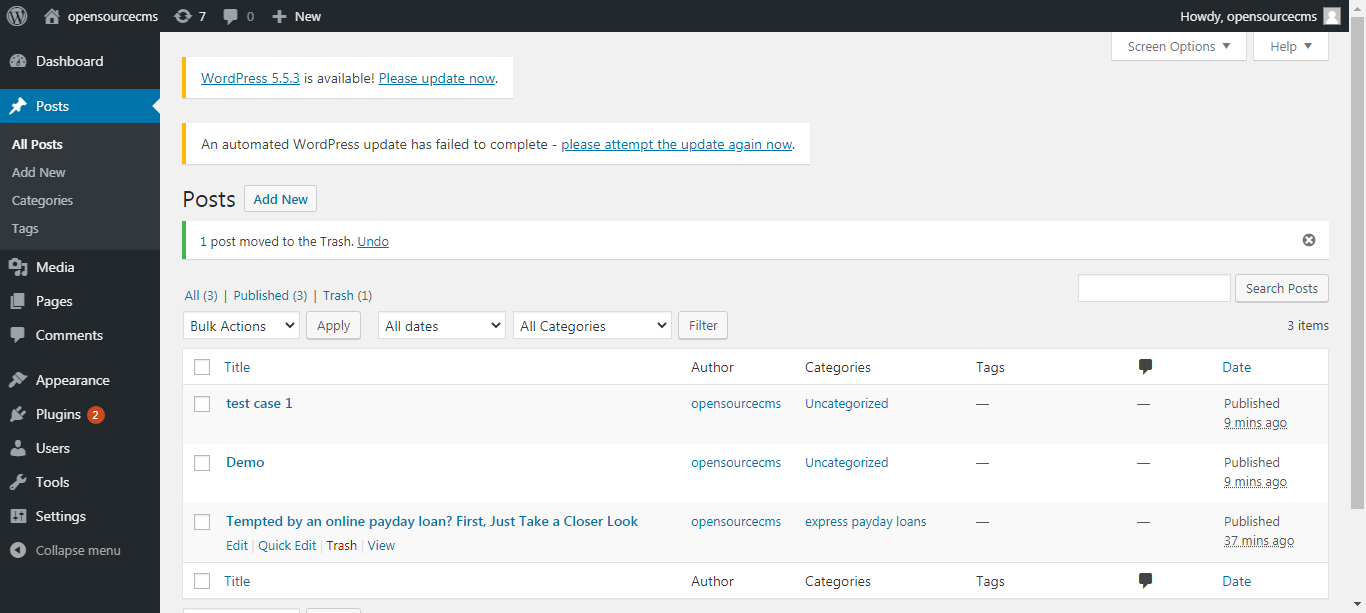 opensourcecms 7 0 New Howdy, opensourcecms
Screen Options Help
Dashboard
Posts
All Posts
Add New
Categories
Tags
Media
Pages
Comments
Appearance
Plugins 2
Users
Tools
Settings
Collapse menu
WordPress 5.5.3 is available! Please update now.
An automated WordPress update has failed to complete - please attempt the update again now.
Posts Add New
1 post moved to the Trash. Undo
All (3) | Published (3) | Trash (1)
Search Posts
Bulk Actions Apply All dates All Categories Filter 3 items
Title Author Categories Tags Date
test case 1 opensourcecms Uncategorized — — Published
9 mins ago
Demo opensourcecms Uncategorized — — Published
9 mins ago
Tempted by an online payday loan? First, Just Take a Closer Look opensourcecms express payday loans — — Published
Edit | Quick Edit | Trash | View 37 mins ago
Title Author Categories Tags Date